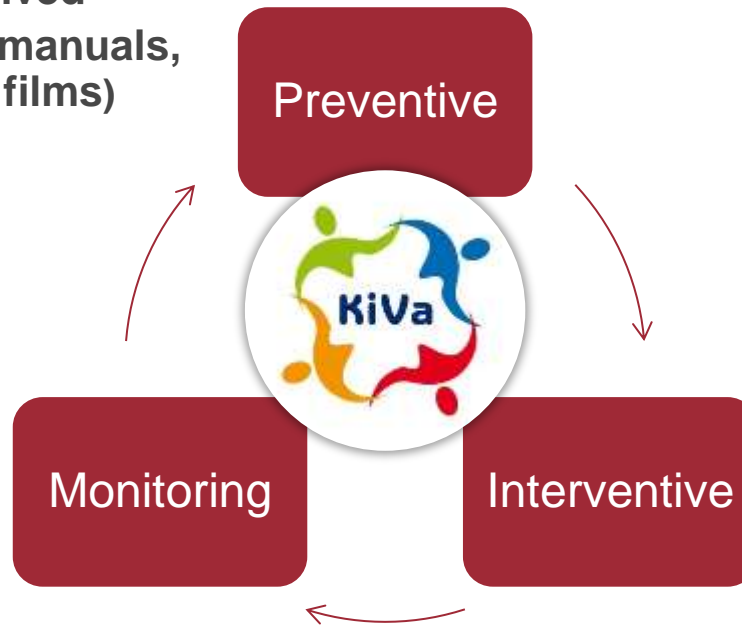 manuals,
films)
Preventive
KiVa
Monitoring
Interventive